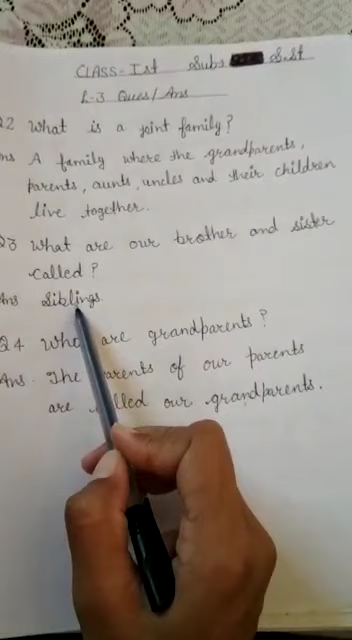 CLASS-Ist Subs S.St
L-3 Ques/Ans
Q2 What is a joint family?
Ans A family where the grandparents,
parents, aunts, uncles and their children
live together.
Q3 What are our brother and sister
called?
Ans Siblings.
Q4 Who are grandparents?
Ans. The parents of our parents
are called our grandparents.